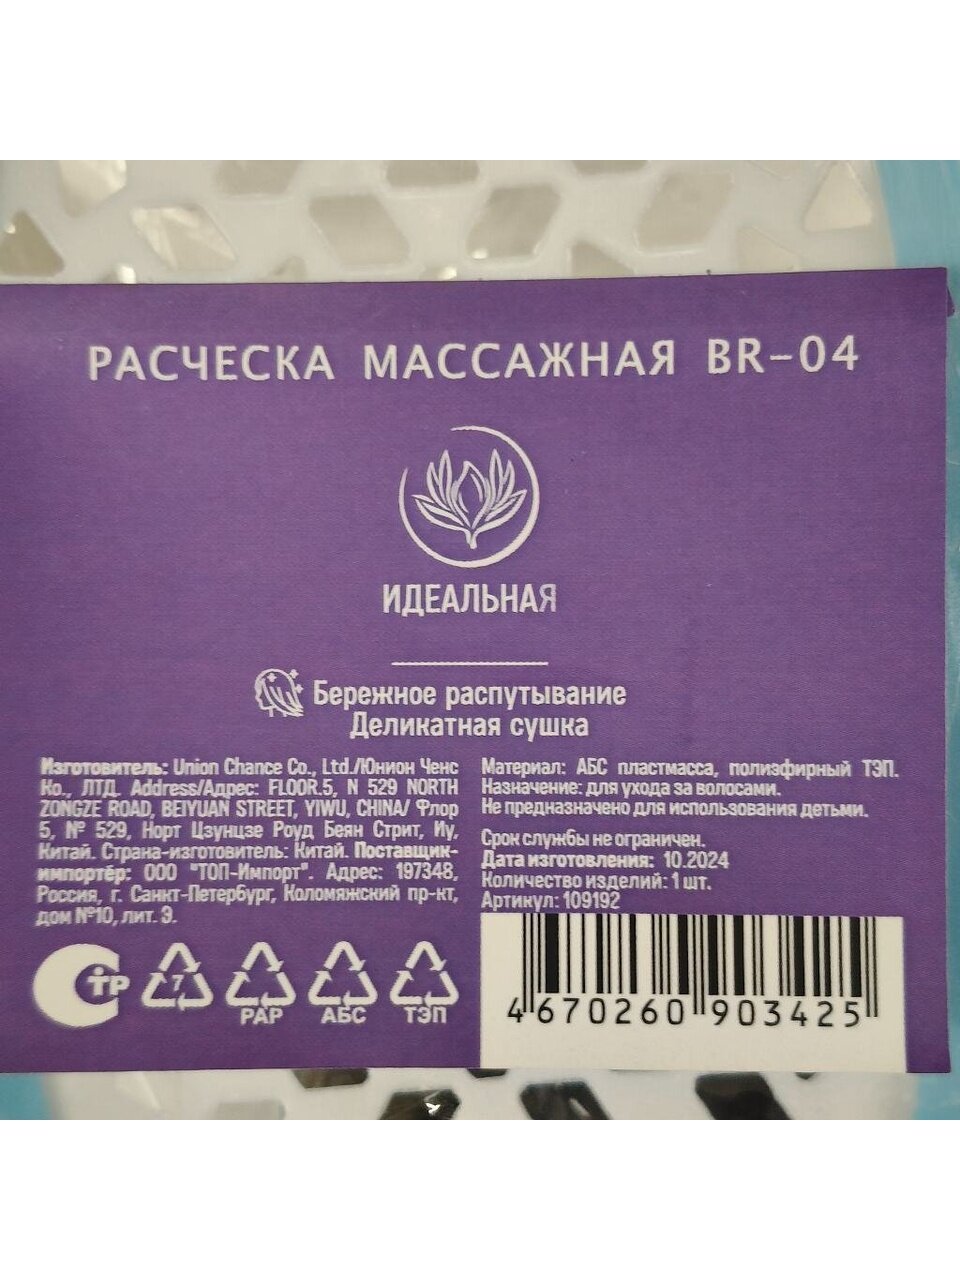 РАСЧЕСКА МАССАЖНАЯ BR-04
ИДЕАЛЬНАЯ
Бережное распутывание
Деликатная сушка
Изготовитель: Union Chance Co., Ltd./Юнион Ченс
Ко., ЛТД. Address/Адрес: FLOOR.5, N 529 NORTH
ZONGZE ROAD, BEIYUAN STREET, YIWU, CHINA/ Флор
5, № 529, Норт Цзунцзе Роуд Беян Стрит, Иу,
Китай. Страна-изготовитель: Китай. Поставщик-
импортёр: ООО "ТОП-Импорт". Адрес: 197348,
Россия, г. Санкт-Петербург, Коломяжский пр-кт,
дом №10, лит. Э.
Материал: АБС пластмасса, полиэфирный ТЭП.
Назначение: для ухода за волосами.
Не предназначено для использования детьми.
Срок службы не ограничен.
Дата изготовления: 10.2024
Количество изделий: 1 шт.
Артикул: 109192
СТР
7
PAP
АБС
ТЭП
4 670260 903425